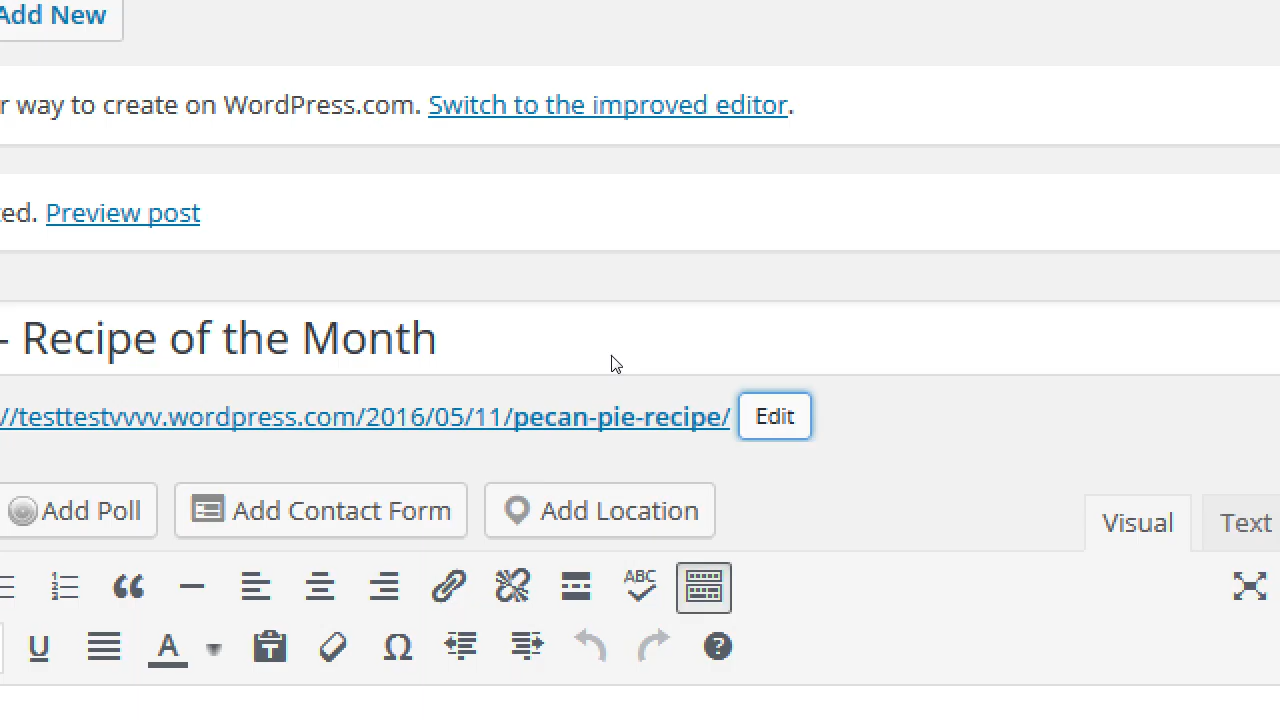 Add New
r way to create on WordPress.com. Switch to the improved editor.
ted. Preview post
- Recipe of the Month
//testtestvvvv.wordpress.com/2016/05/11/pecan-pie-recipe/ Edit
Add Poll Add Contact Form Add Location
Visual Text
ABC
U A T Ω ?